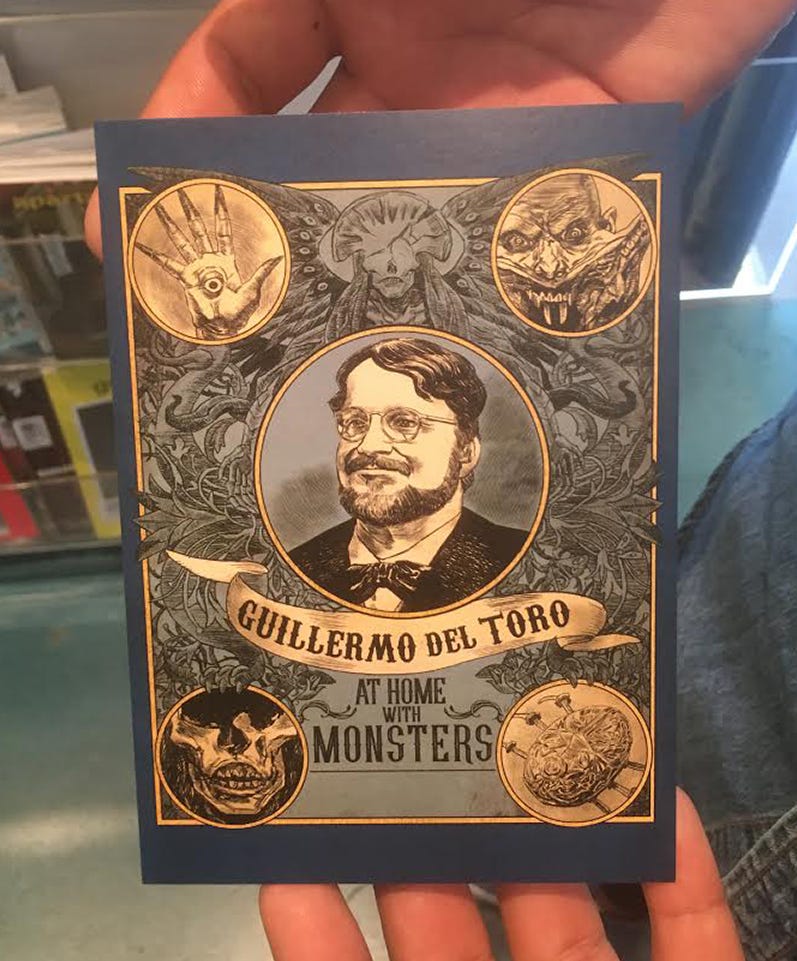 GUILLERMO DEL TORO
AT HOME
WITH
MONSTERS